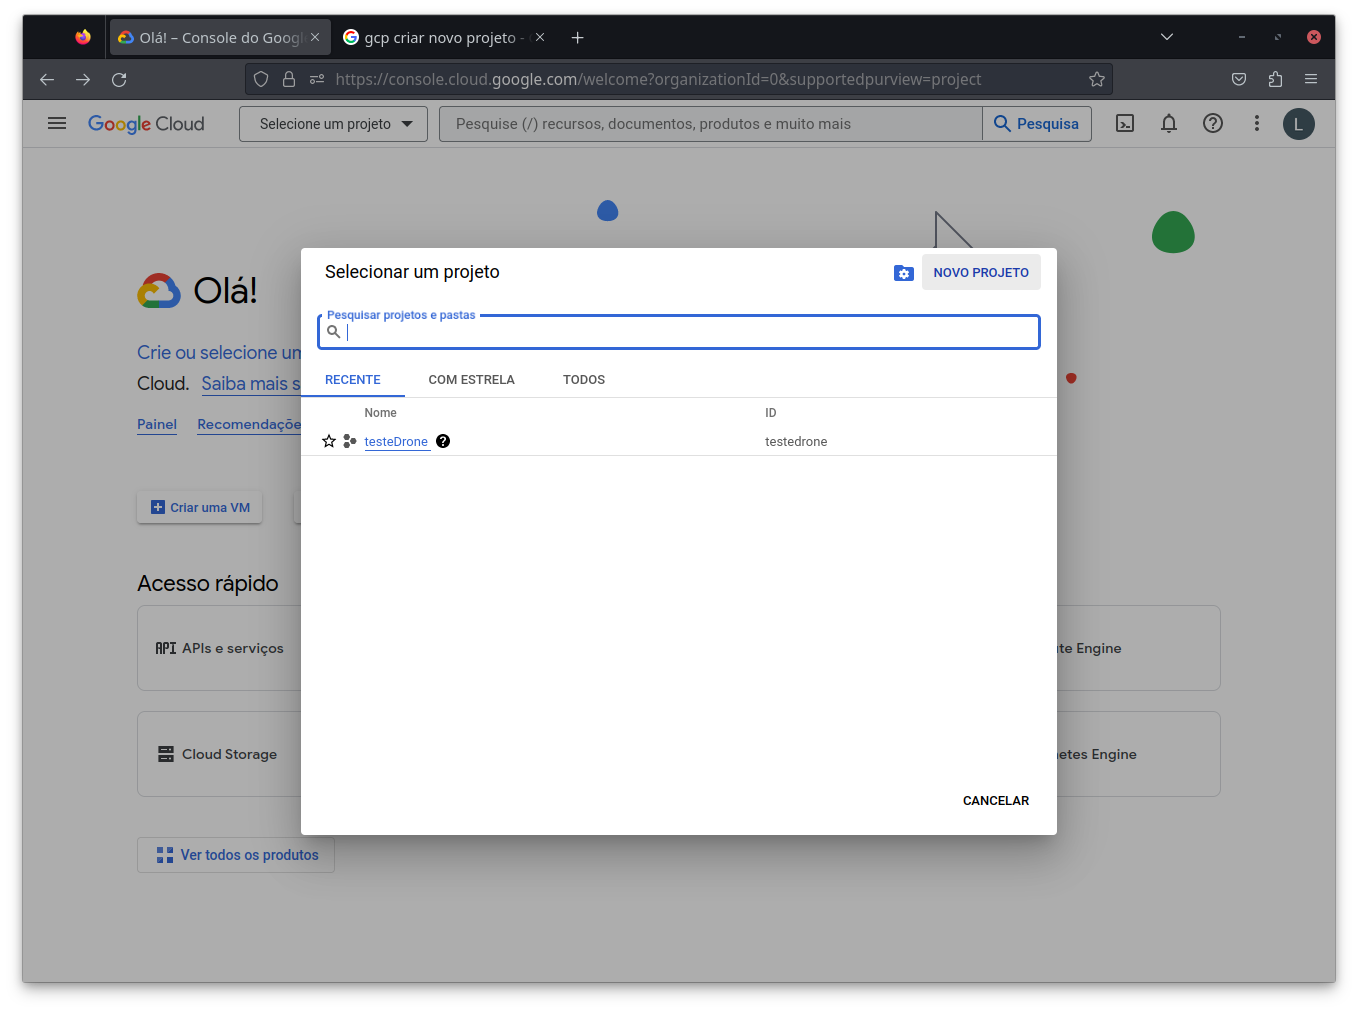 Olá! – Console do Googl
gcp criar novo projeto -
https://console.cloud.google.com/welcome?organizationId=0&supportedpurview=project
Google Cloud
Selecione um projeto
Pesquise (/) recursos, documentos, produtos e muito mais
Pesquisa
L
Selecionar um projeto
NOVO PROJETO
Olá!
Pesquisar projetos e pastas
Crie ou selecione um
Cloud. Saiba mais s
RECENTE
COM ESTRELA
TODOS
Painel
Recomendaçõe
Nome
ID
testeDrone
testedrone
Criar uma VM
Acesso rápido
API APIs e serviços
te Engine
Cloud Storage
etes Engine
CANCELAR
Ver todos os produtos